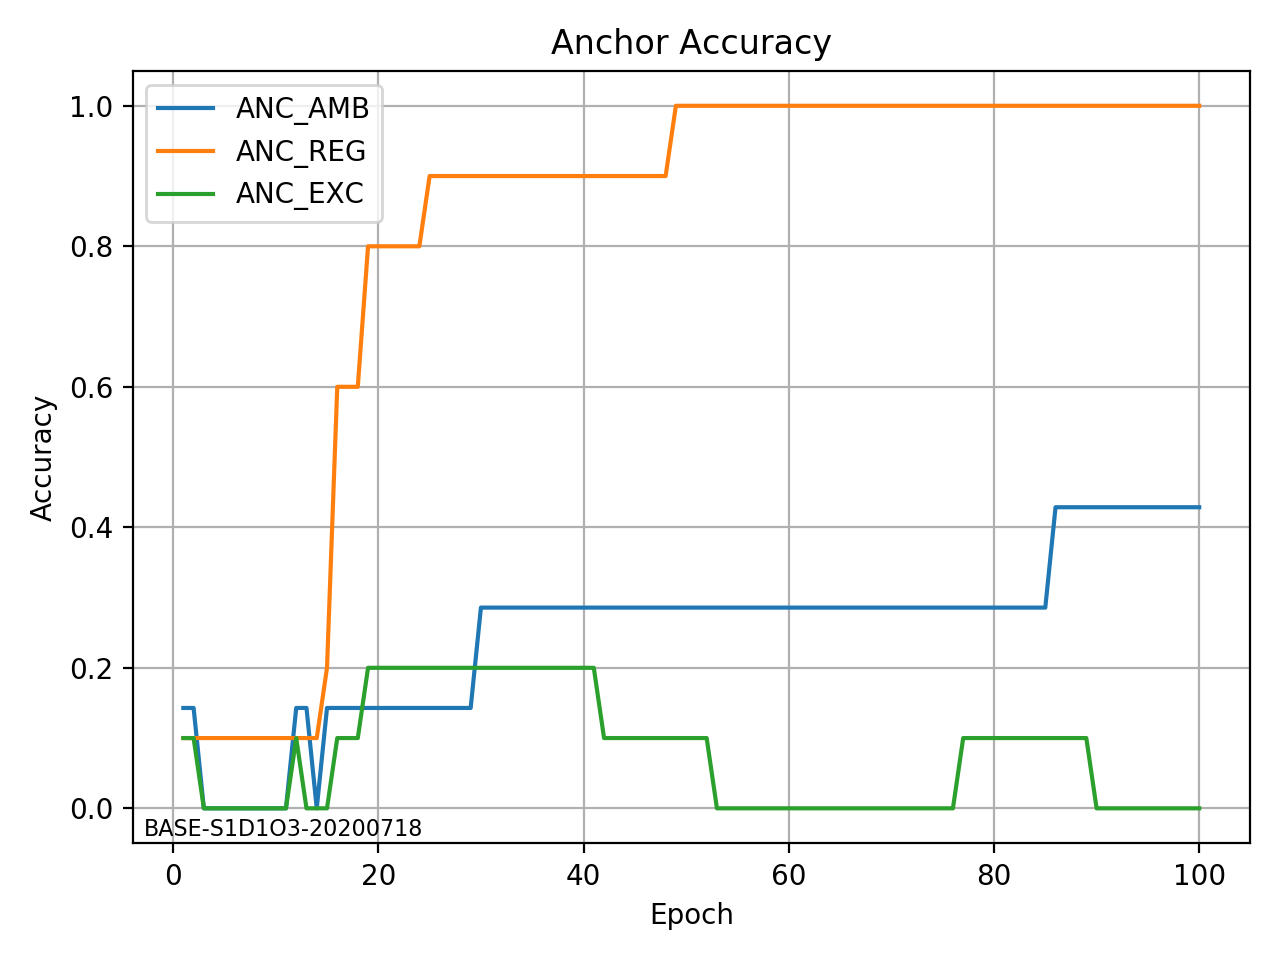 Anchor Accuracy
1.0
0.8
0.6
0.4
0.2
0.0
Accuracy
ANC_AMB
ANC_REG
ANC_EXC
BASE-S1D1O3-20200718
0 20 40 60 80 100
Epoch